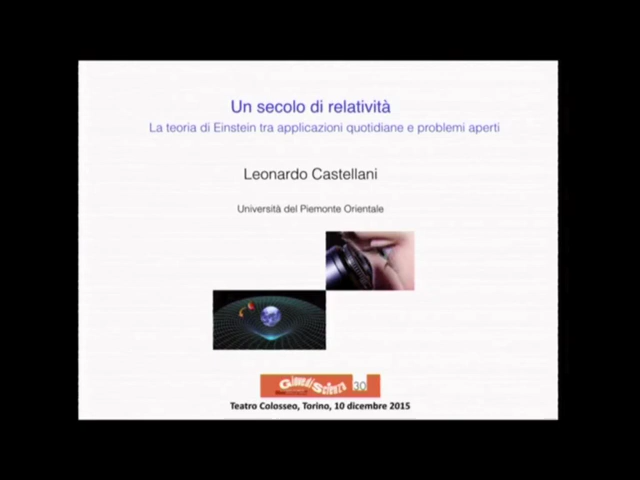 Un secolo di relatività
La teoria di Einstein tra applicazioni quotidiane e problemi aperti
Leonardo Castellani
Università del Piemonte Orientale
GiovedìScienza 30
Teatro Colosseo, Torino, 10 dicembre 2015